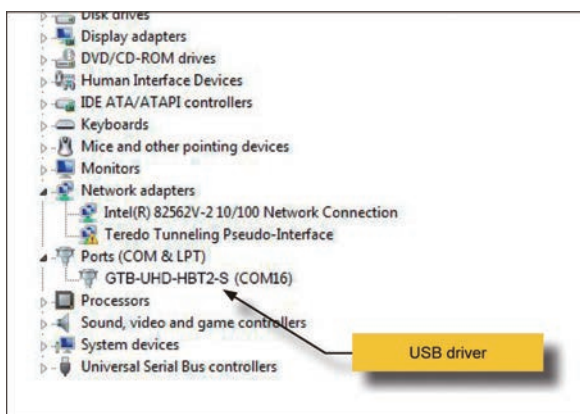 Disk drives
Display adapters
DVD/CD-ROM drives
Human Interface Devices
IDE ATA/ATAPI controllers
Keyboards
Mice and other pointing devices
Monitors
Network adapters
Intel(R) 82562V-2 10/100 Network Connection
Teredo Tunneling Pseudo-Interface
Ports (COM & LPT)
GTB-UHD-HBT2-S (COM16)
Processors
Sound, video and game controllers
System devices
USB driver
Universal Serial Bus controllers